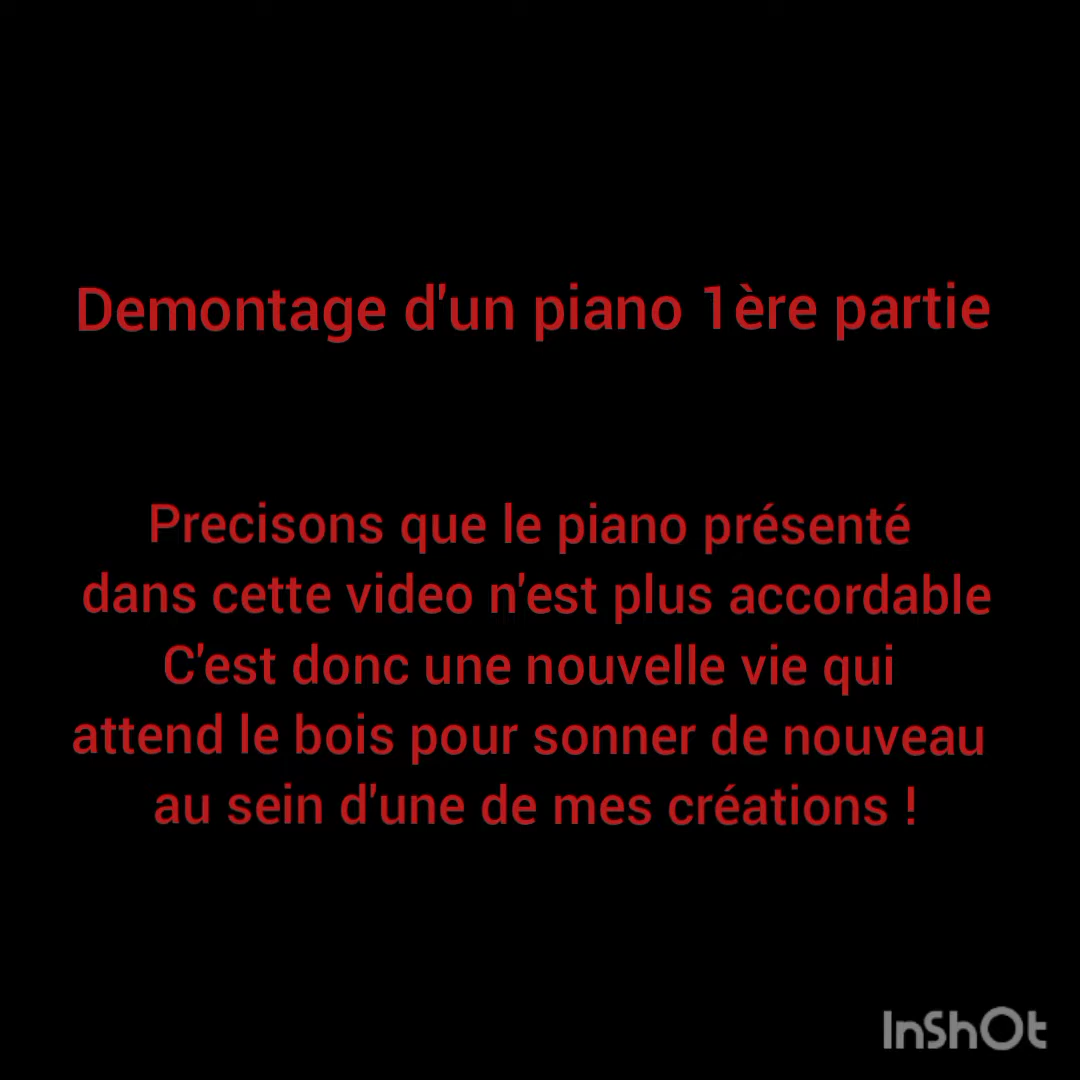 Demontage d'un piano 1ère partie
Precisons que le piano présenté
dans cette video n'est plus accordable
C'est donc une nouvelle vie qui
attend le bois pour sonner de nouveau
au sein d'une de mes créations !
InShOt